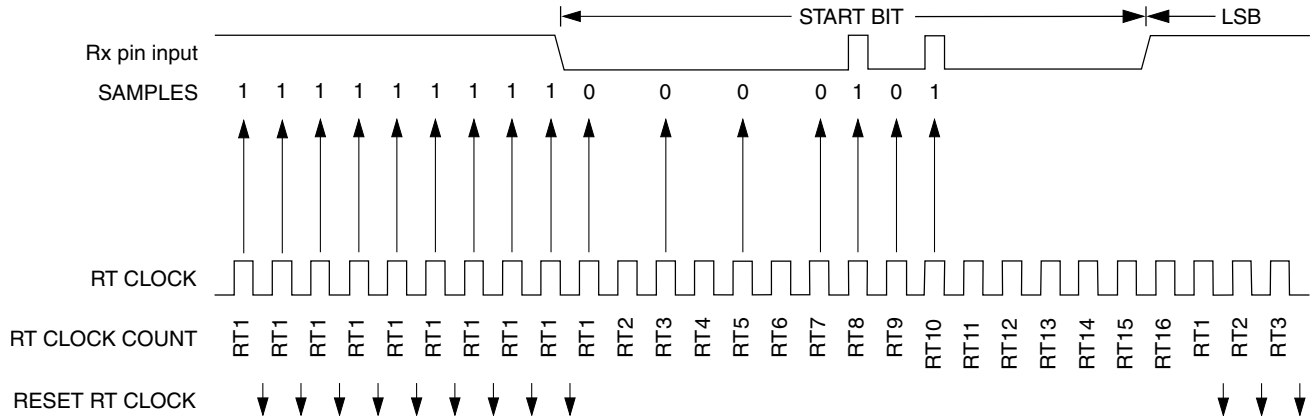 START BIT LSB
Rx pin input
SAMPLES 1 1 1 1 1 1 1 1 1 0 0 0 0 1 0 1
RT CLOCK
RT CLOCK COUNT RT1 RT1 RT1 RT1 RT1 RT1 RT1 RT1 RT1 RT1 RT2 RT3 RT4 RT5 RT6 RT7 RT8 RT9 RT10 RT11 RT12 RT13 RT14 RT15 RT16 RT1 RT2 RT3
RESET RT CLOCK